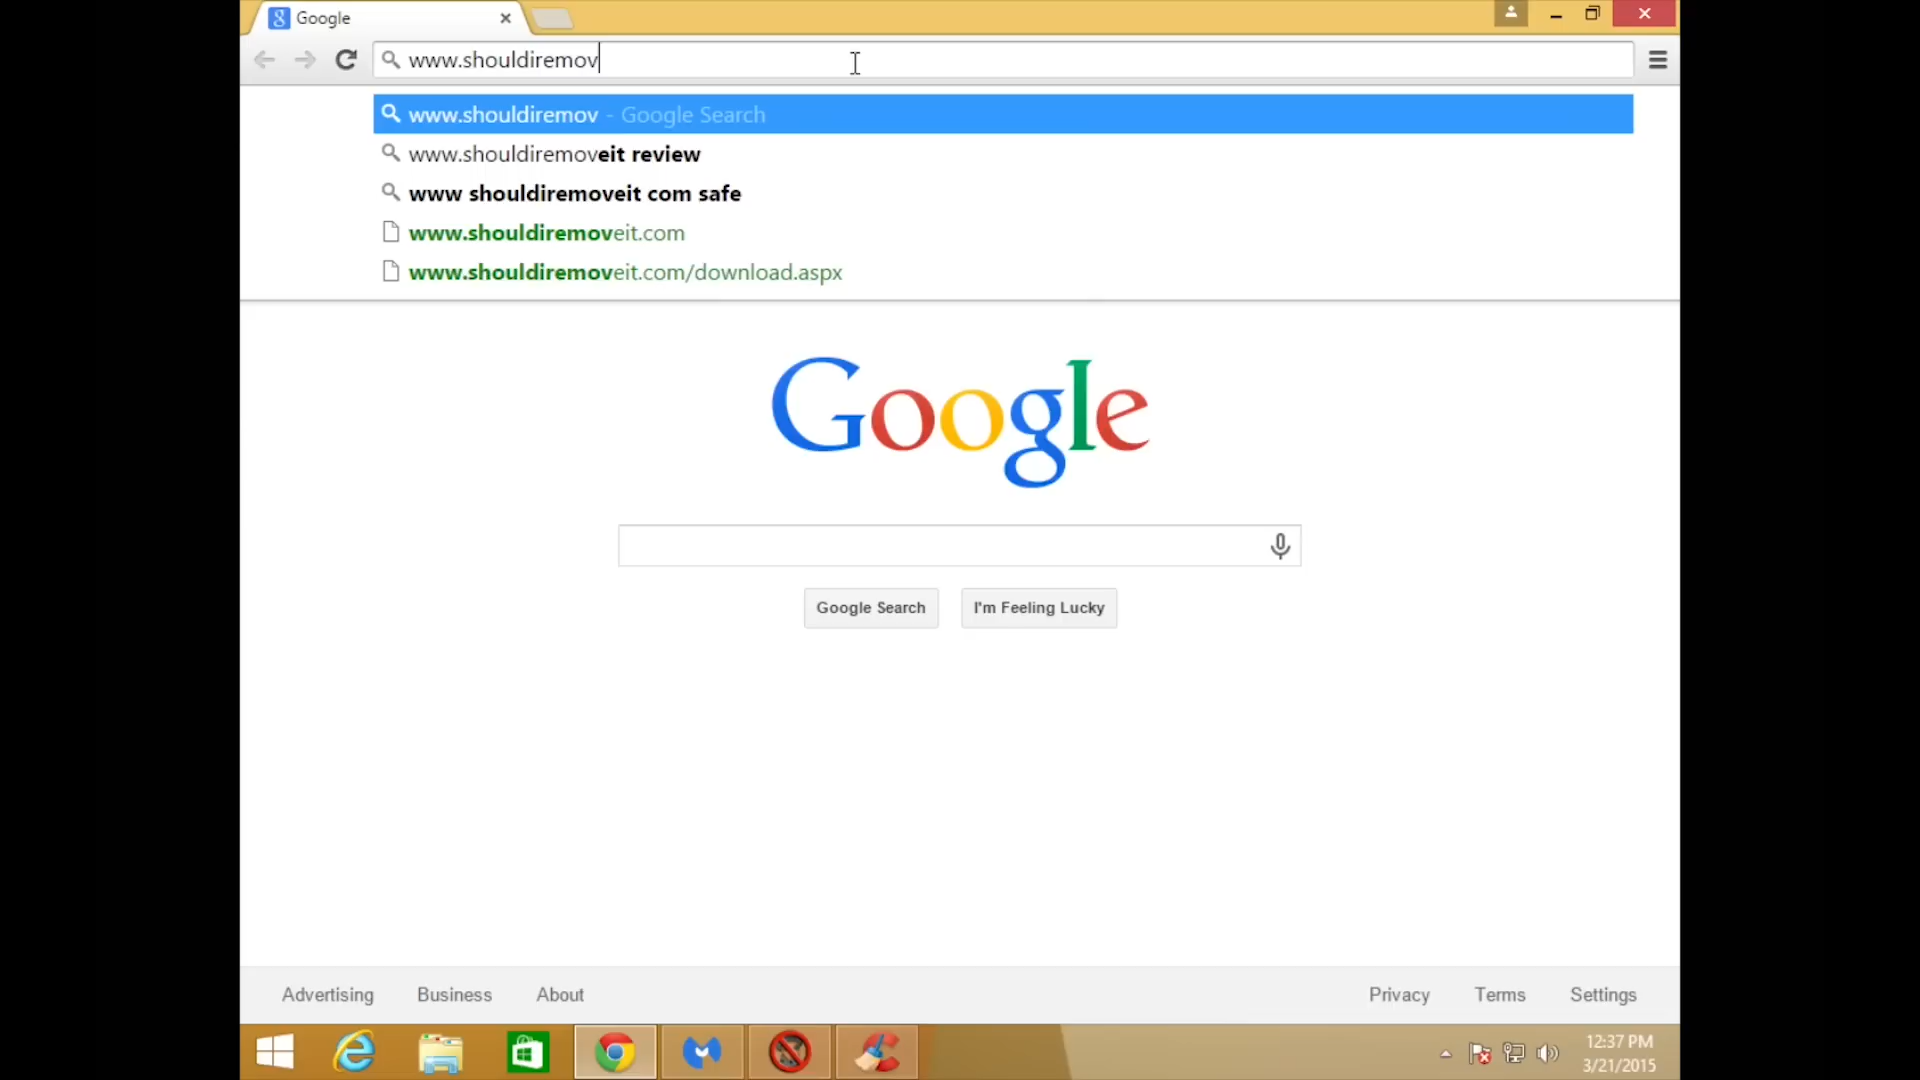 Google
www.shouldiremov
www.shouldiremov - Google Search
www.shouldiremoveit review
www shouldiremoveit com safe
www.shouldiremoveit.com
www.shouldiremoveit.com/download.aspx
Google
Google Search I'm Feeling Lucky
Advertising Business About Privacy Terms Settings
12:37 PM
3/21/2015